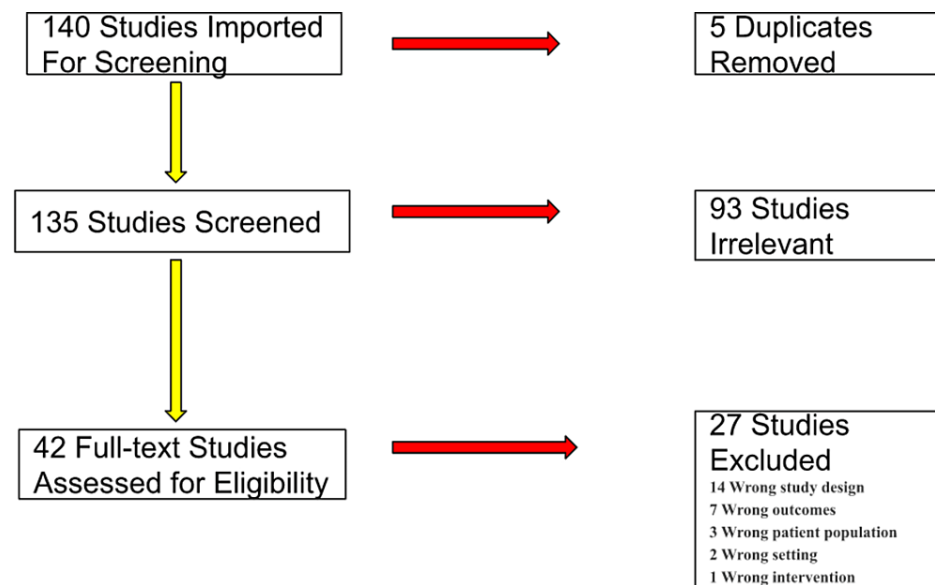 140 Studies Imported
For Screening
5 Duplicates
Removed
135 Studies Screened
93 Studies
Irrelevant
42 Full-text Studies
Assessed for Eligibility
27 Studies
Excluded
14 Wrong study design
7 Wrong outcomes
3 Wrong patient population
2 Wrong setting
1 Wrong intervention